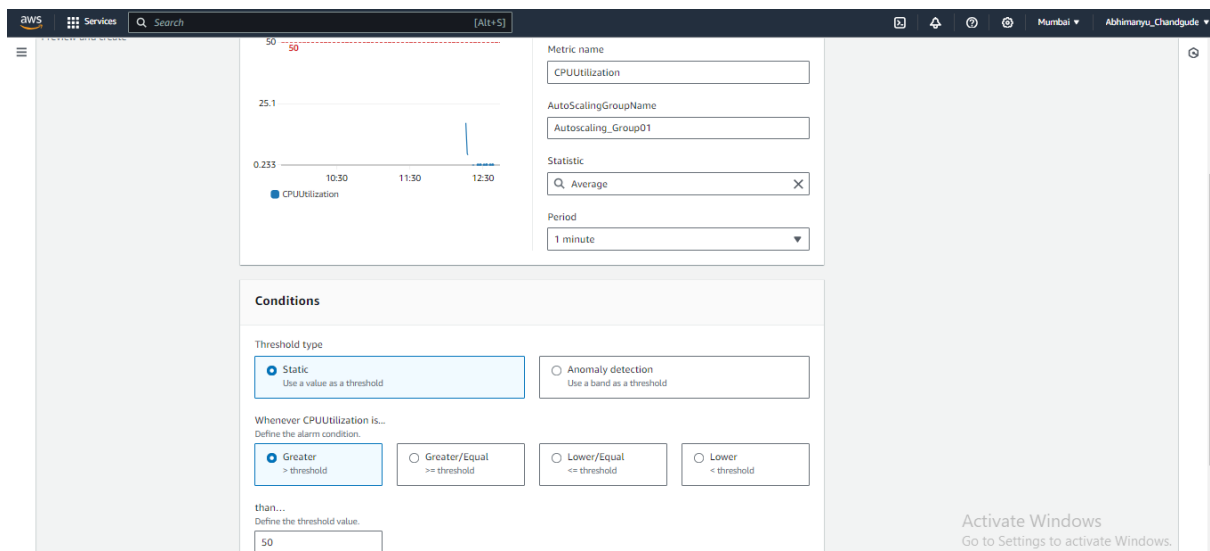 aws
Services
Search
[Alt+S]
Mumbai
Abhimanyu_Chandgude
50
50
25.1
0.233
10:30
11:30
12:30
CPUUtilization
Metric name
CPUUtilization
AutoScalingGroupName
Autoscaling_Group01
Statistic
Average
Period
1 minute
Conditions
Threshold type
Static
Use a value as a threshold
Anomaly detection
Use a band as a threshold
Whenever CPUUtilization is...
Define the alarm condition.
Greater
> threshold
Greater/Equal
>= threshold
Lower/Equal
<= threshold
Lower
< threshold
than...
Define the threshold value.
50
Activate Windows
Go to Settings to activate Windows.